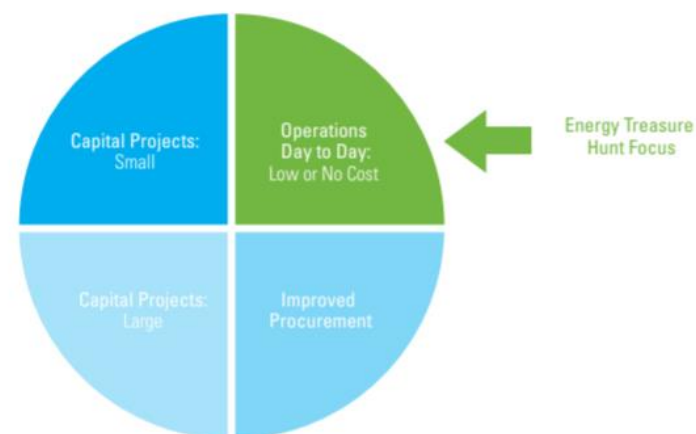 Capital Projects:
Small
Operations
Day to Day:
Low or No Cost
Energy Treasure
Hunt Focus
Capital Projects:
Large
Improved
Procurement